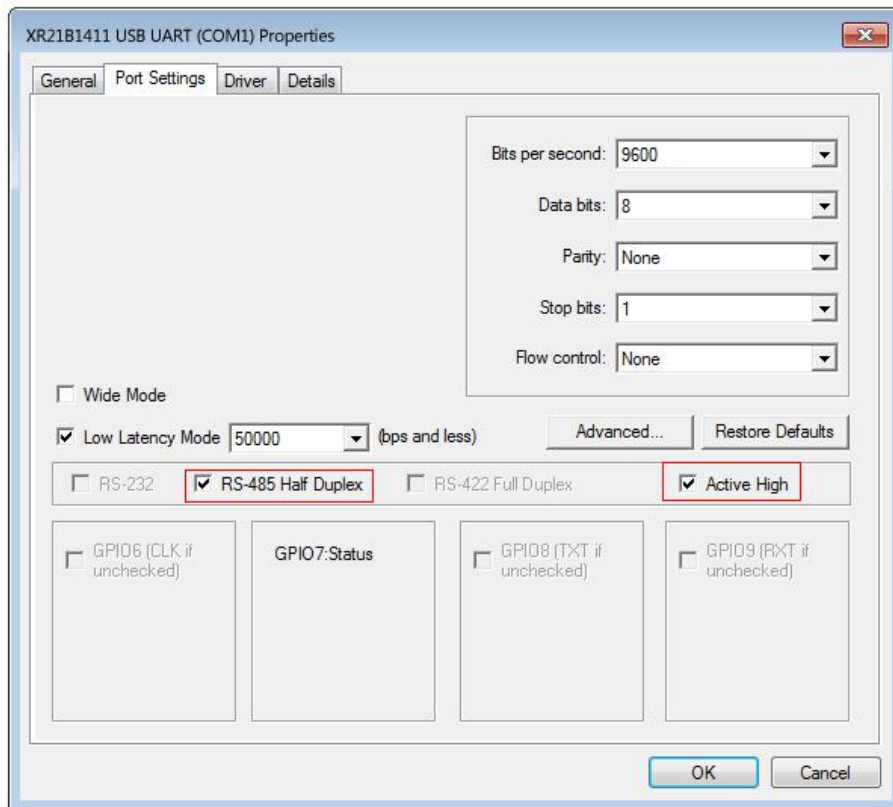 XR21B1411 USB UART (COM1) Properties
General Port Settings Driver Details
Bits per second: 9600
Data bits: 8
Parity: None
Stop bits: 1
Flow control: None
Wide Mode
Low Latency Mode 50000 (bps and less) Advanced... Restore Defaults
RS-232 RS-485 Half Duplex RS-422 Full Duplex Active High
GPIO6 (CLK if
unchecked)
GPIO7:Status
GPIO8 (TXT if
unchecked)
GPIO9 (RXT if
unchecked)
OK Cancel